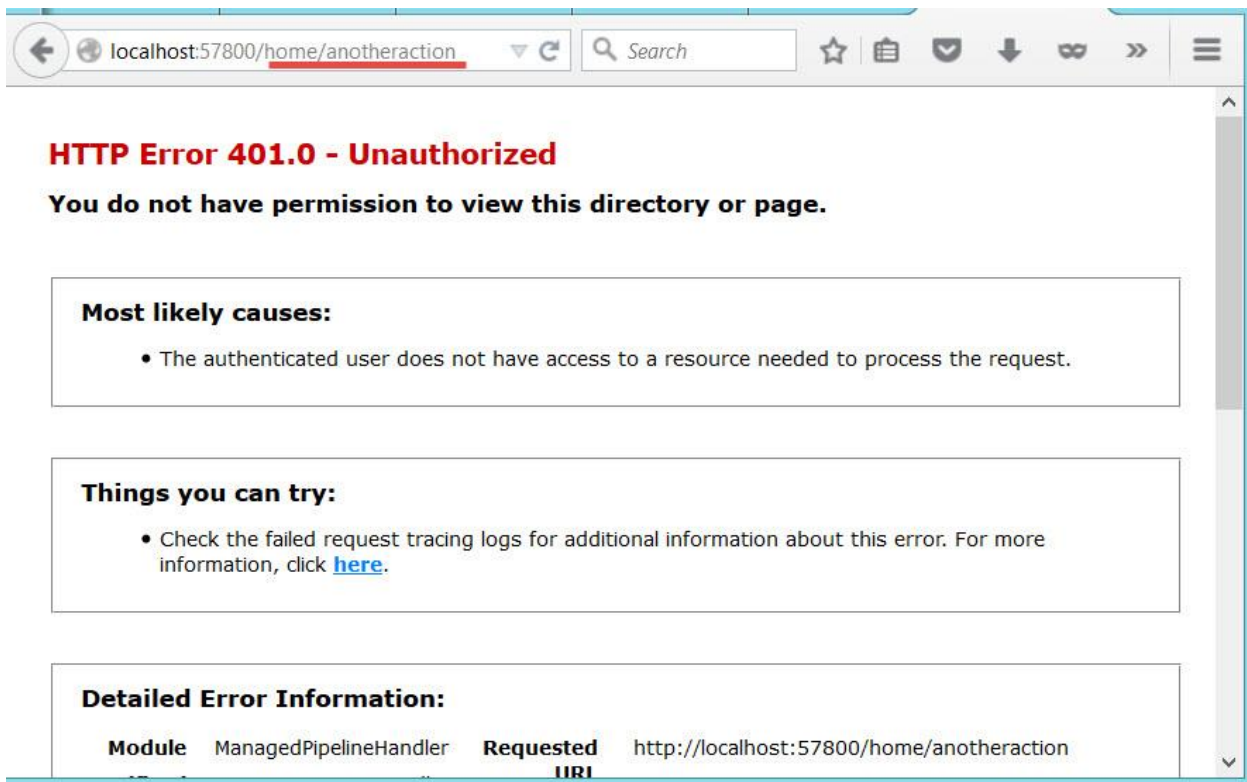 localhost:57800/home/anotheraction
Search
HTTP Error 401.0 - Unauthorized
You do not have permission to view this directory or page.
Most likely causes:
• The authenticated user does not have access to a resource needed to process the request.
Things you can try:
• Check the failed request tracing logs for additional information about this error. For more
information, click here.
Detailed Error Information:
Module ManagedPipelineHandler Requested http://localhost:57800/home/anotheraction
URL